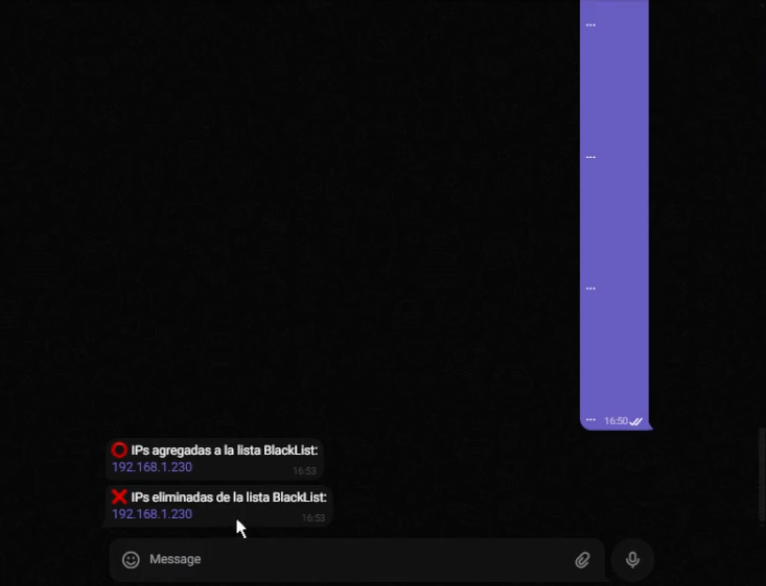 ...
...
...
... 16:50
⭕ IPs agregadas a la lista BlackList:
192.168.1.230
16:53
❌ IPs eliminadas de la lista BlackList:
192.168.1.230
16:53
Message